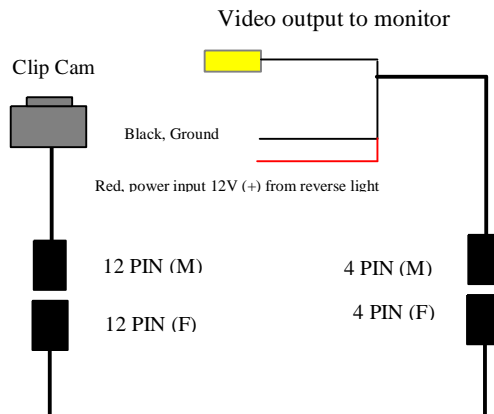 Video output to monitor
Clip Cam
Black, Ground
Red, power input 12V (+) from reverse light
12 PIN (M)
4 PIN (M)
12 PIN (F)
4 PIN (F)